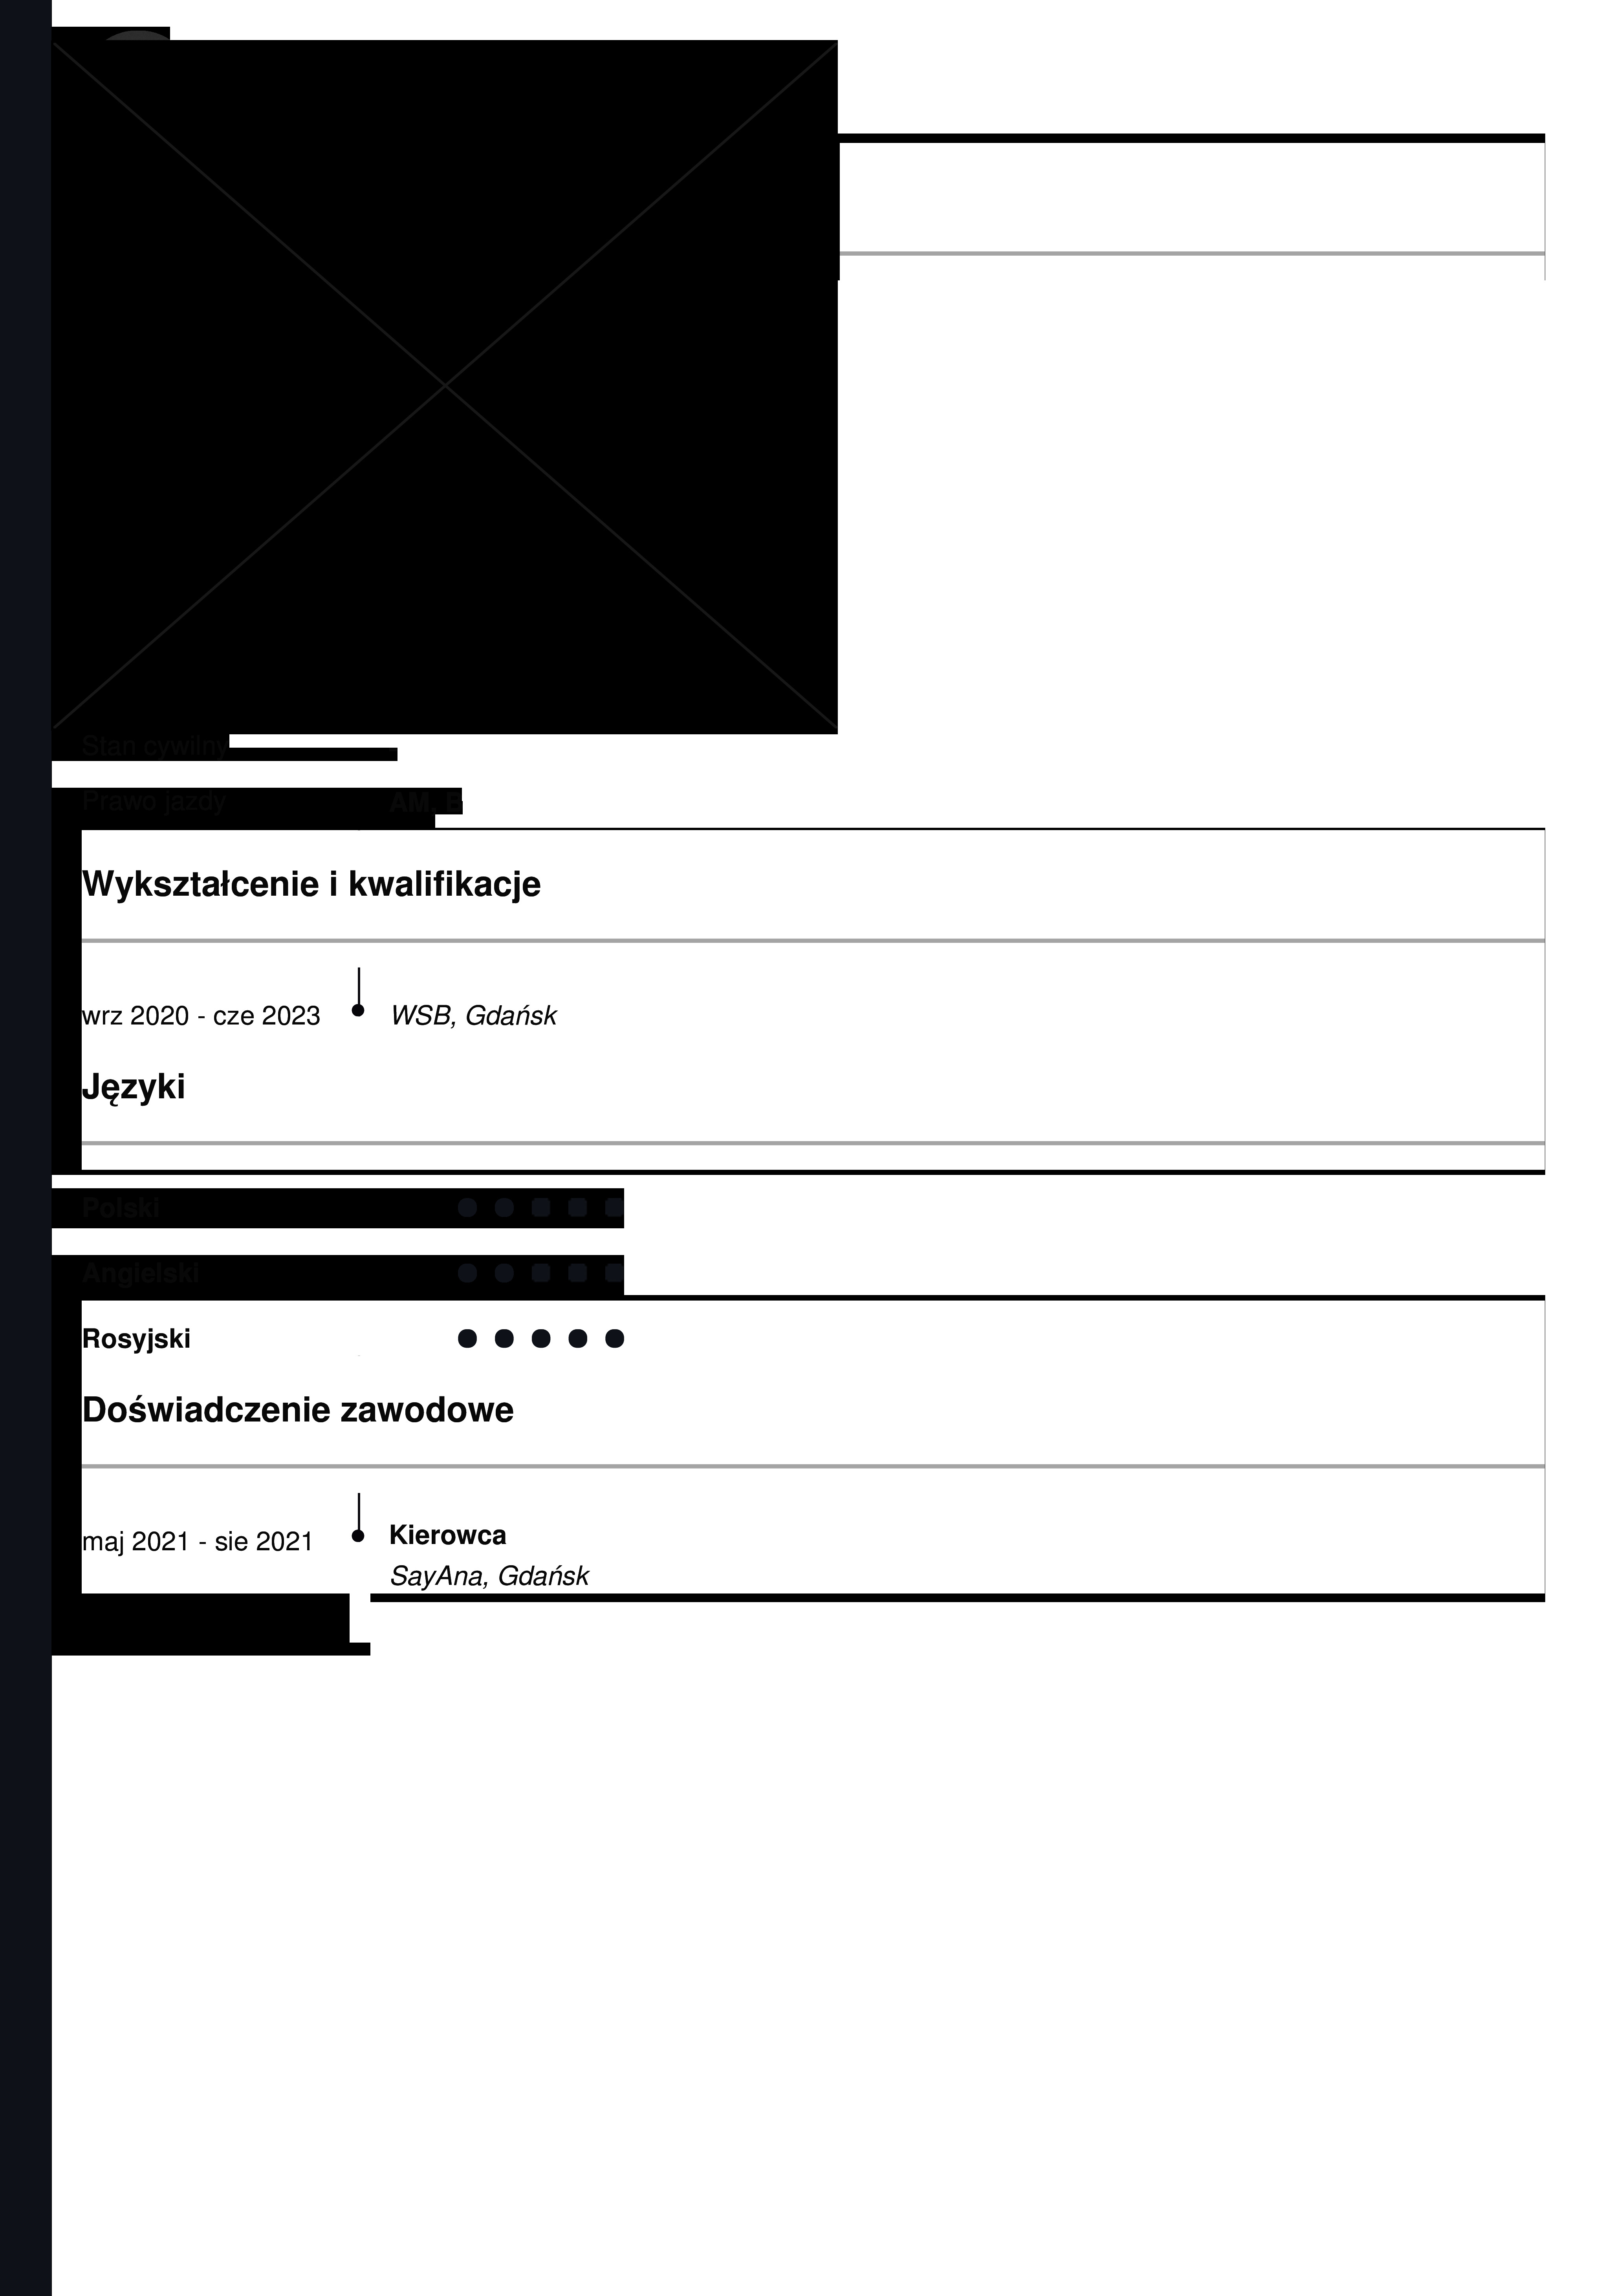 Stan cywilny
Prawo jazdy AM, B
Wykształcenie i kwalifikacje
wrz 2020 - cze 2023 WSB, Gdańsk
Języki
Polski
Angielski
Rosyjski
Doświadczenie zawodowe
maj 2021 - sie 2021 Kierowca
SayAna, Gdańsk